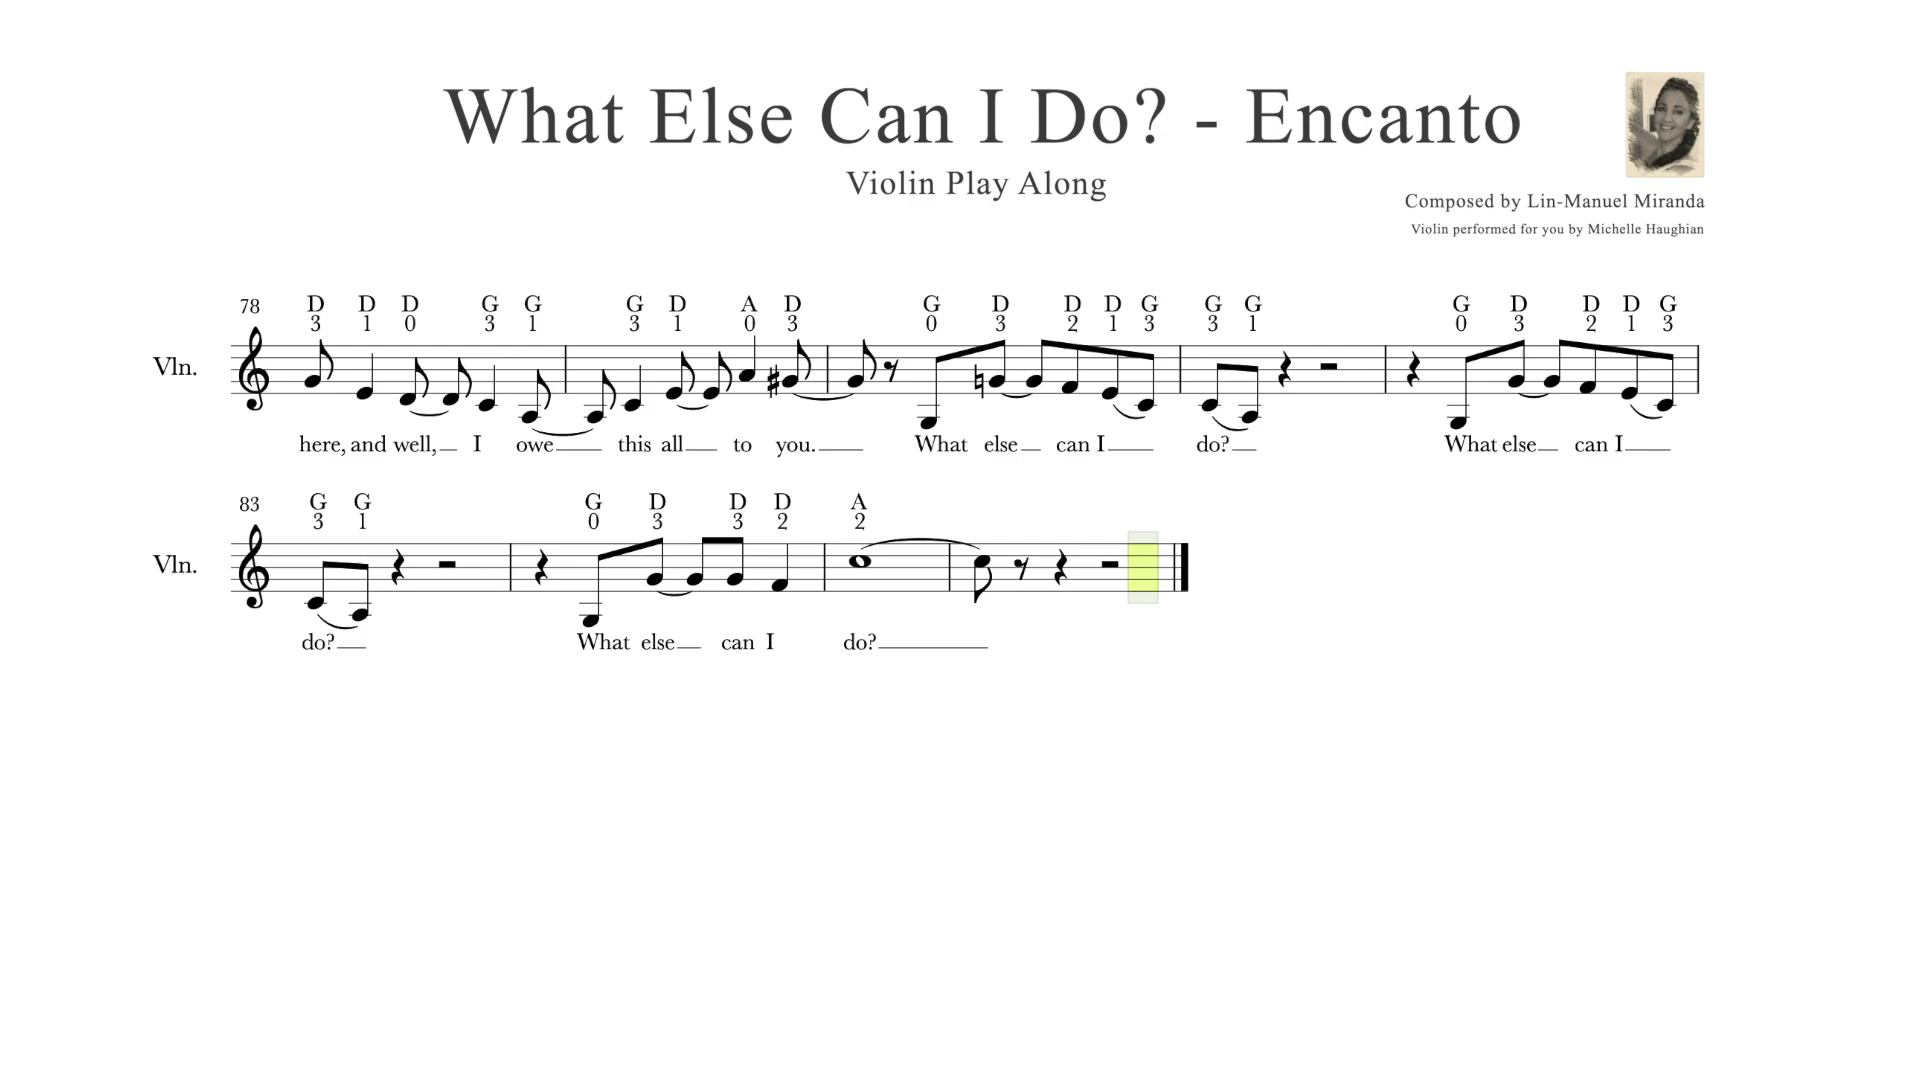 What Else Can I Do? - Encanto
Violin Play Along
Composed by Lin-Manuel Miranda
Violin performed for you by Michelle Haughian
78 D D D G G G D A D G D D D G G G G D D D G
3 1 0 3 1 3 1 0 3 0 3 2 1 3 3 1 0 3 2 1 3
Vln.
here, and well, I owe this all to you. What else can I do? What else can I
83 G G G D D D A
3 1 0 3 3 2 2
Vln.
do? What else can I do?